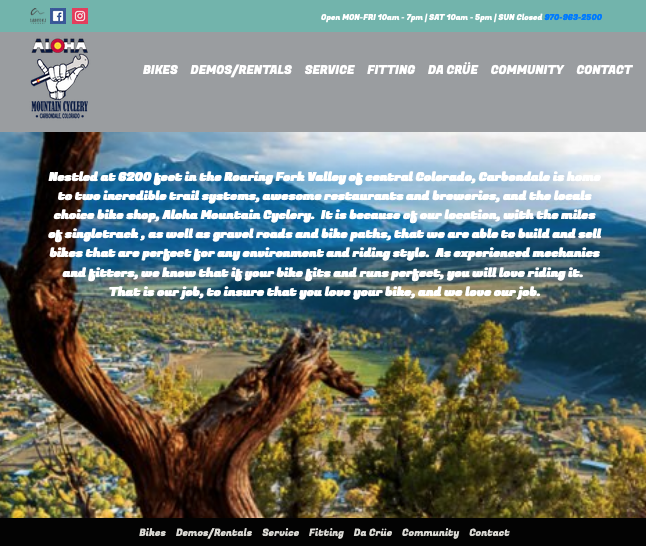 Open MON-FRI 10am - 7pm | SAT 10am - 5pm | SUN Closed 970-963-2500
ALOHA
MOUNTAIN CYCLERY
• CARBONDALE, COLORADO •
BIKES DEMOS/RENTALS SERVICE FITTING DA CRÜE COMMUNITY CONTACT
Nestled at 6200 feet in the Roaring Fork Valley of central Colorado, Carbondale is home
to two incredible trail systems, awesome restaurants and breweries, and the locals
choice bike shop, Aloha Mountain Cyclery. It is because of our location, with the miles
of singletrack , as well as gravel roads and bike paths, that we are able to build and sell
bikes that are perfect for any environment and riding style. As experienced mechanics
and fitters, we know that if your bike fits and runs perfect, you will love riding it.
That is our job, to insure that you love your bike, and we love our job.
Bikes Demos/Rentals Service Fitting Da Crüe Community Contact